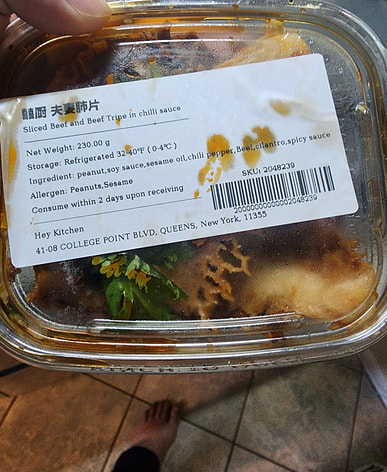 囍厨 夫妻肺片
Sliced Beef and Beef Tripe in chilli sauce
Net Weight: 230.00 g
Storage: Refrigerated 32-40°F ( 0-4°C )
Ingredient: peanut,soy sauce,sesame oil,chili pepper,Beef,cilantro,spicy sauce
Allergen: Peanuts,Sesame
Consume within 2 days upon receiving
SKU: 2048239
2000000000002048239
Hey Kitchen
41-08 COLLEGE POINT BLVD, QUEENS, New York, 11355